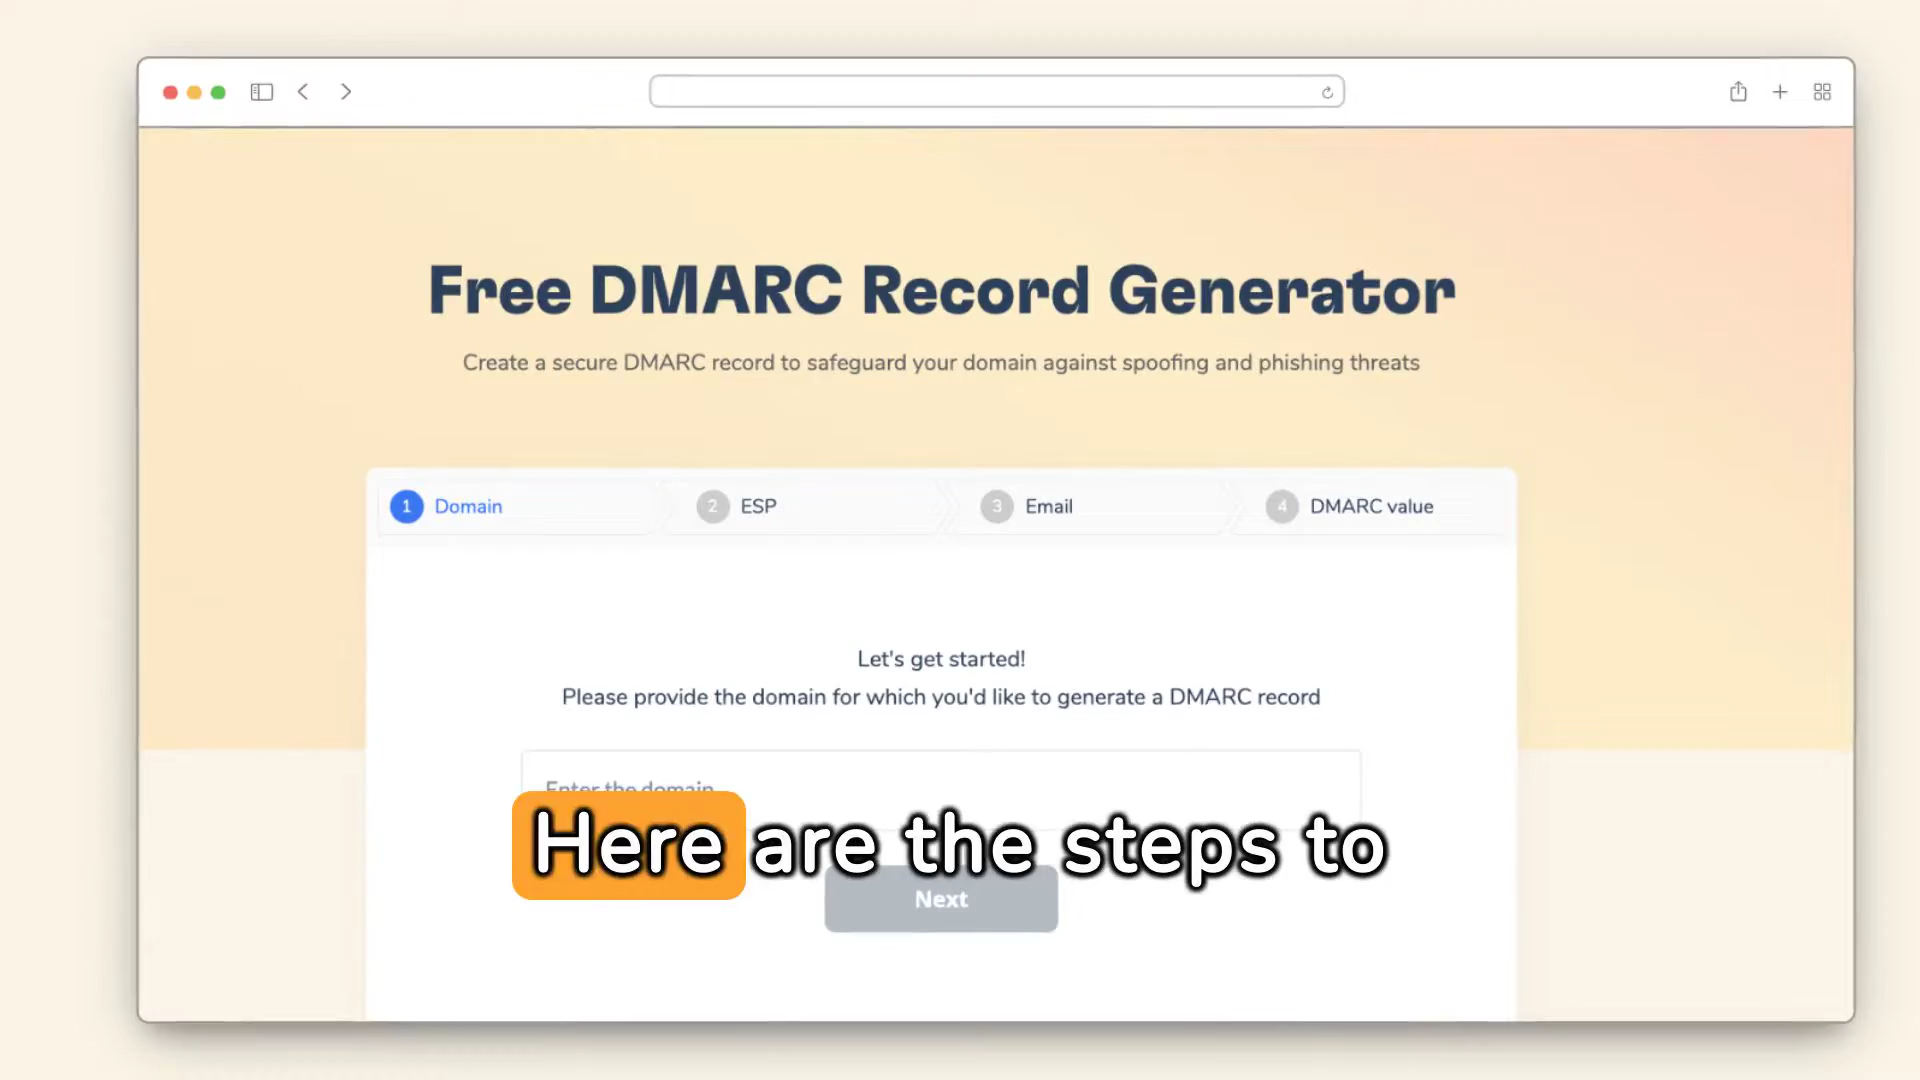 Free DMARC Record Generator
Create a secure DMARC record to safeguard your domain against spoofing and phishing threats
1 Domain
2 ESP
3 Email
4 DMARC value
Let's get started!
Please provide the domain for which you'd like to generate a DMARC record
Enter the domain
Here are the steps to
Next